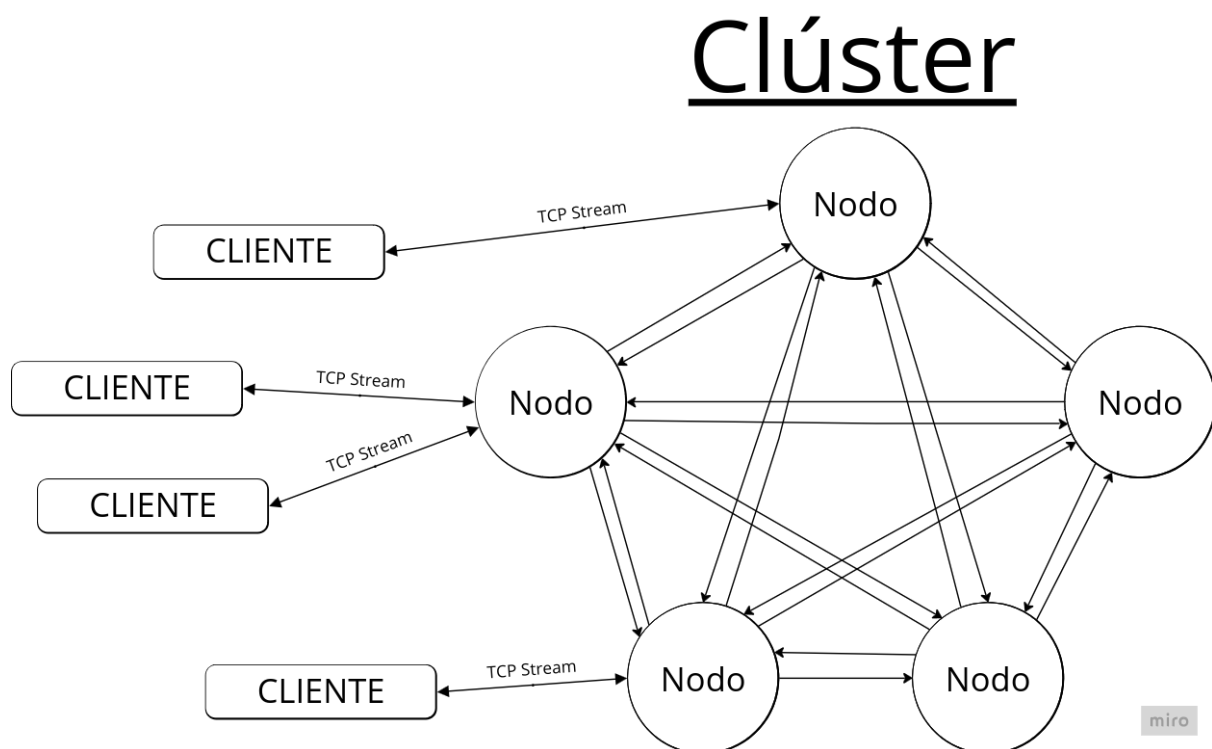 Clúster
Nodo
TCP Stream
CLIENTE
CLIENTE
TCP Stream
Nodo
Nodo
TCP Stream
CLIENTE
CLIENTE
TCP Stream
Nodo
Nodo
miro